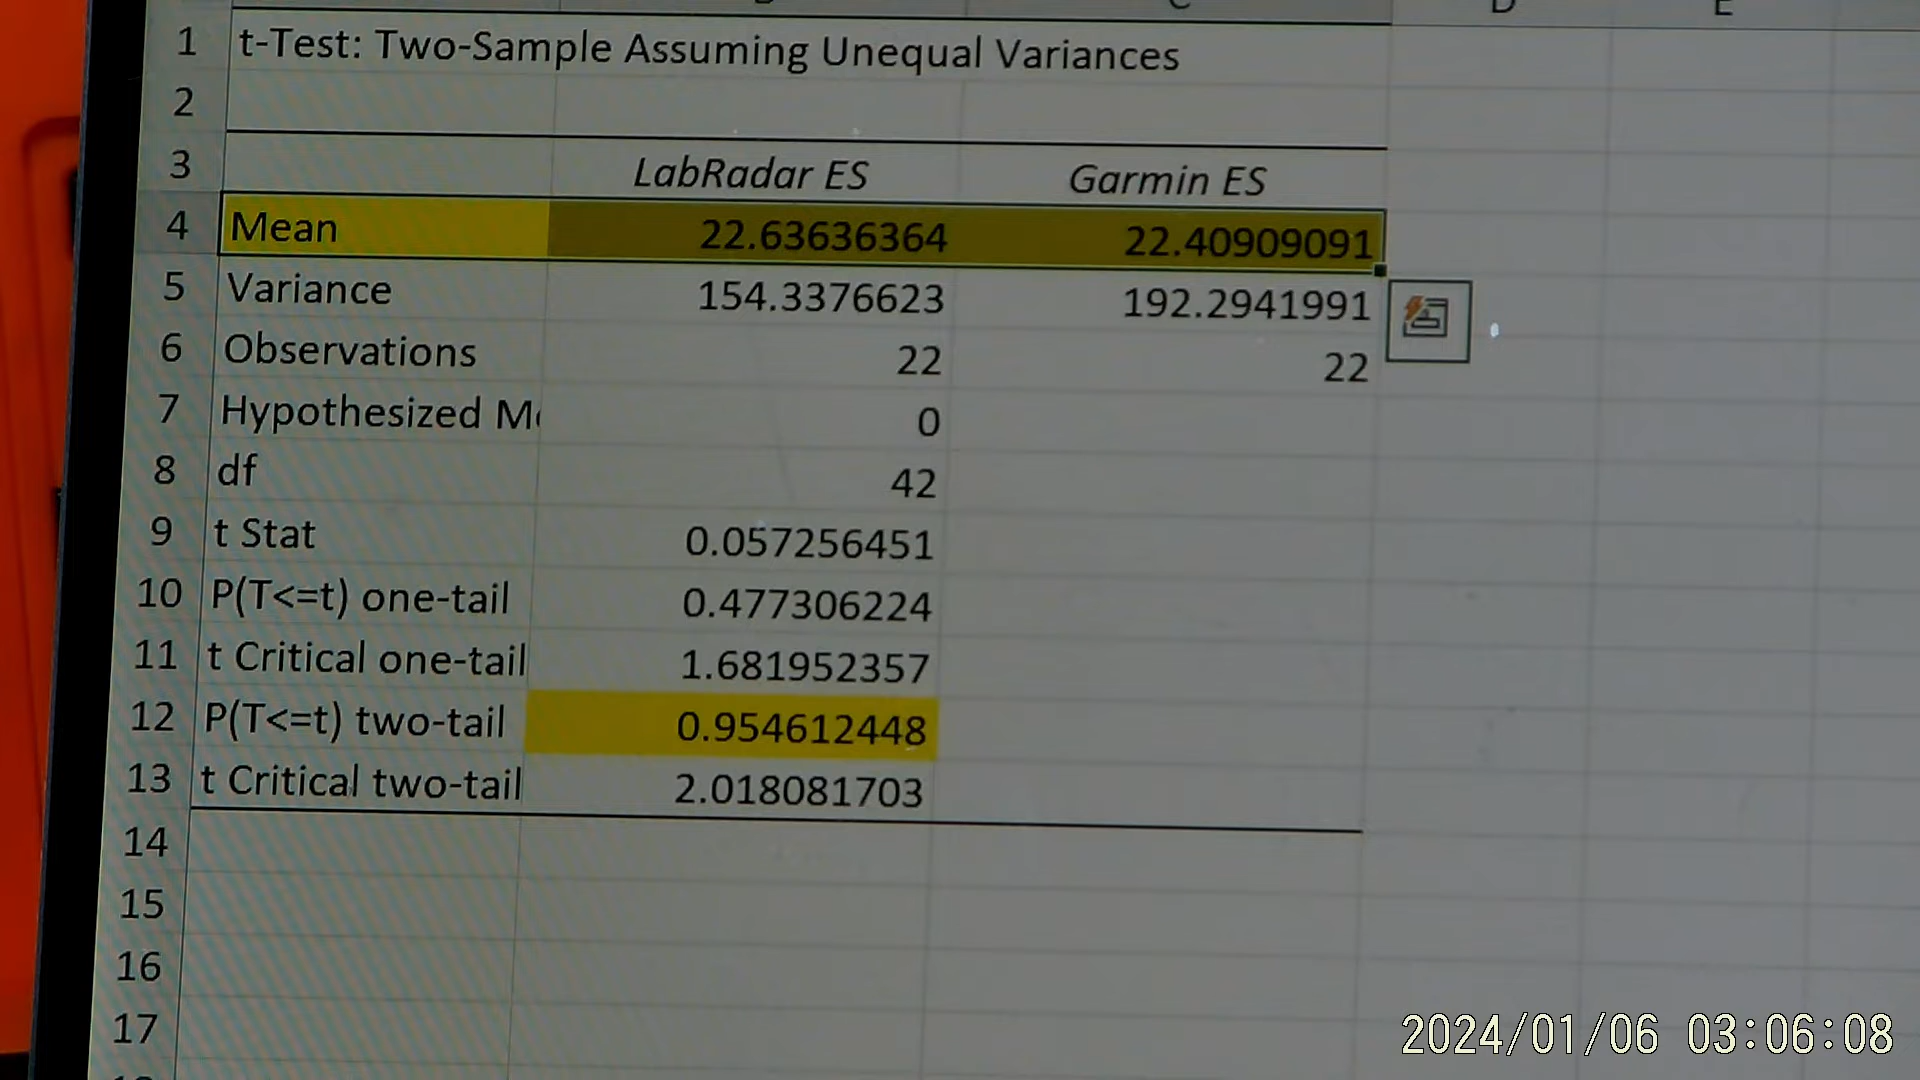 C D E
1 t-Test: Two-Sample Assuming Unequal Variances
2
3 LabRadar ES Garmin ES
4 Mean 22.63636364 22.40909091
5 Variance 154.3376623 192.2941991
6 Observations 22 22
7 Hypothesized M 0
8 df 42
9 t Stat 0.057256451
10 P(T<=t) one-tail 0.477306224
11 t Critical one-tail 1.681952357
12 P(T<=t) two-tail 0.954612448
13 t Critical two-tail 2.018081703
14
15
16
17
2024/01/06 03:06:08